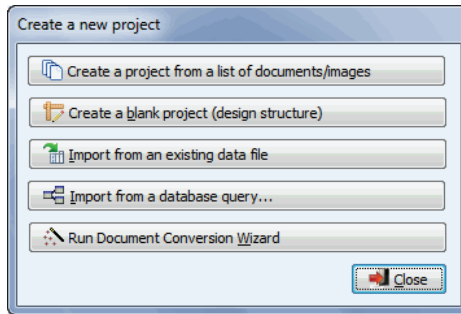 Create a new project
Create a project from a list of documents/images
Create a blank project (design structure)
Import from an existing data file
Import from a database query...
Run Document Conversion Wizard
Close